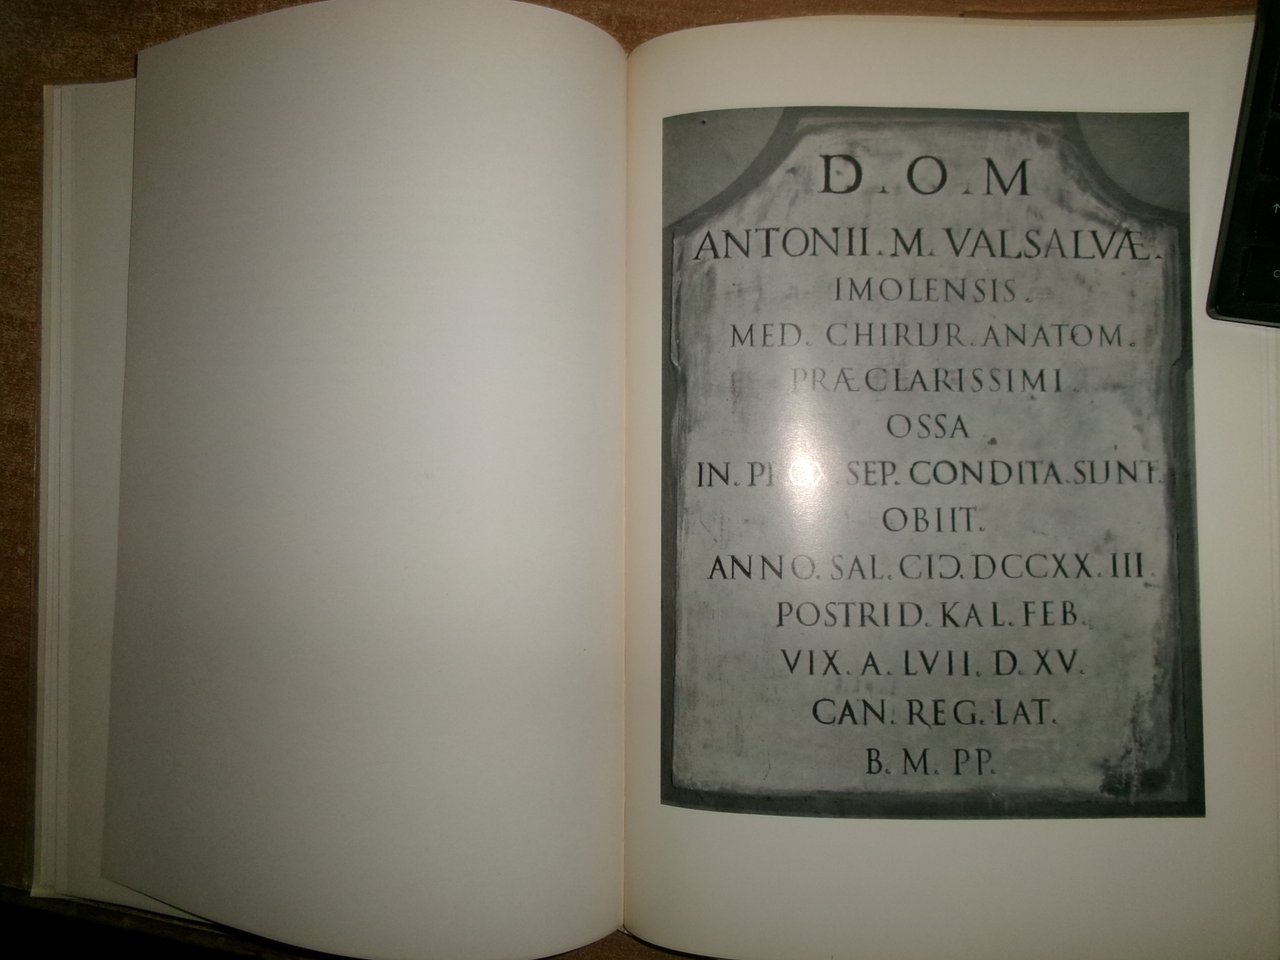 D. O. M
ANTONII. M. VALSALVÆ.
IMOLENSIS.
MED. CHIRUR. ANATOM.
PRÆCLARISSIMI
OSSA
IN. SEP. CONDITA. SUNT.
OBIIT.
ANNO. SAL. CIƆ. DCCXX. III.
POSTRID. KAL. FEB.
VIX. A. LVII. D. XV.
CAN. REG. LAT.
B. M. PP.